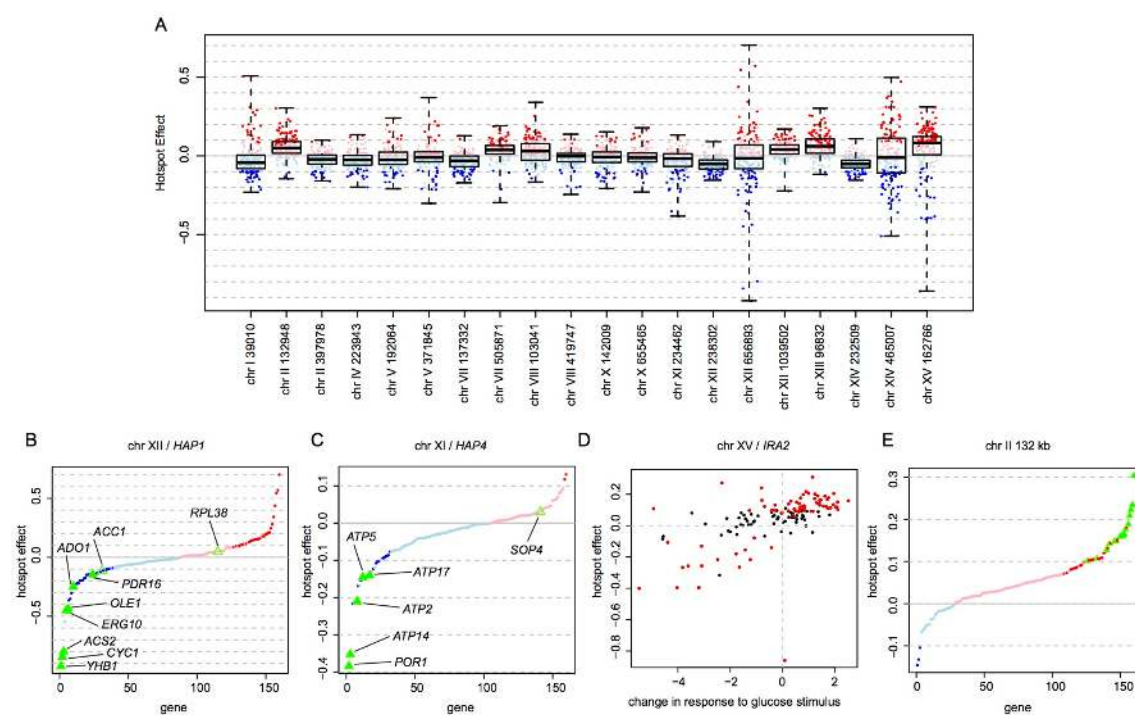 A
Hotspot Effect
0.5
0.0
−0.5
chr I 39010
chr II 132948
chr II 397978
chr IV 223943
chr V 192064
chr V 371845
chr VII 137332
chr VII 505871
chr VIII 103041
chr VIII 419747
chr X 142009
chr X 655465
chr XI 234462
chr XII 238302
chr XII 656893
chr XII 1039502
chr XIII 96832
chr XIV 232509
chr XIV 465007
chr XV 162766
B
chr XII / HAP1
hotspot effect
0.5
0.0
−0.5
RPL38
ACC1
ADO1
PDR16
OLE1
ERG10
ACS2
CYC1
YHB1
0 50 100 150
gene
C
chr XI / HAP4
hotspot effect
0.1
0.0
−0.1
−0.2
−0.3
−0.4
SOP4
ATP5
ATP17
ATP2
ATP14
POR1
0 50 100 150
gene
D
chr XV / IRA2
hotspot effect
0.2
0.0
−0.2
−0.4
−0.6
−0.8
−4 −2 0 2
change in response to glucose stimulus
E
chr II 132 kb
hotspot effect
0.3
0.2
0.1
0.0
−0.1
0 50 100 150
gene